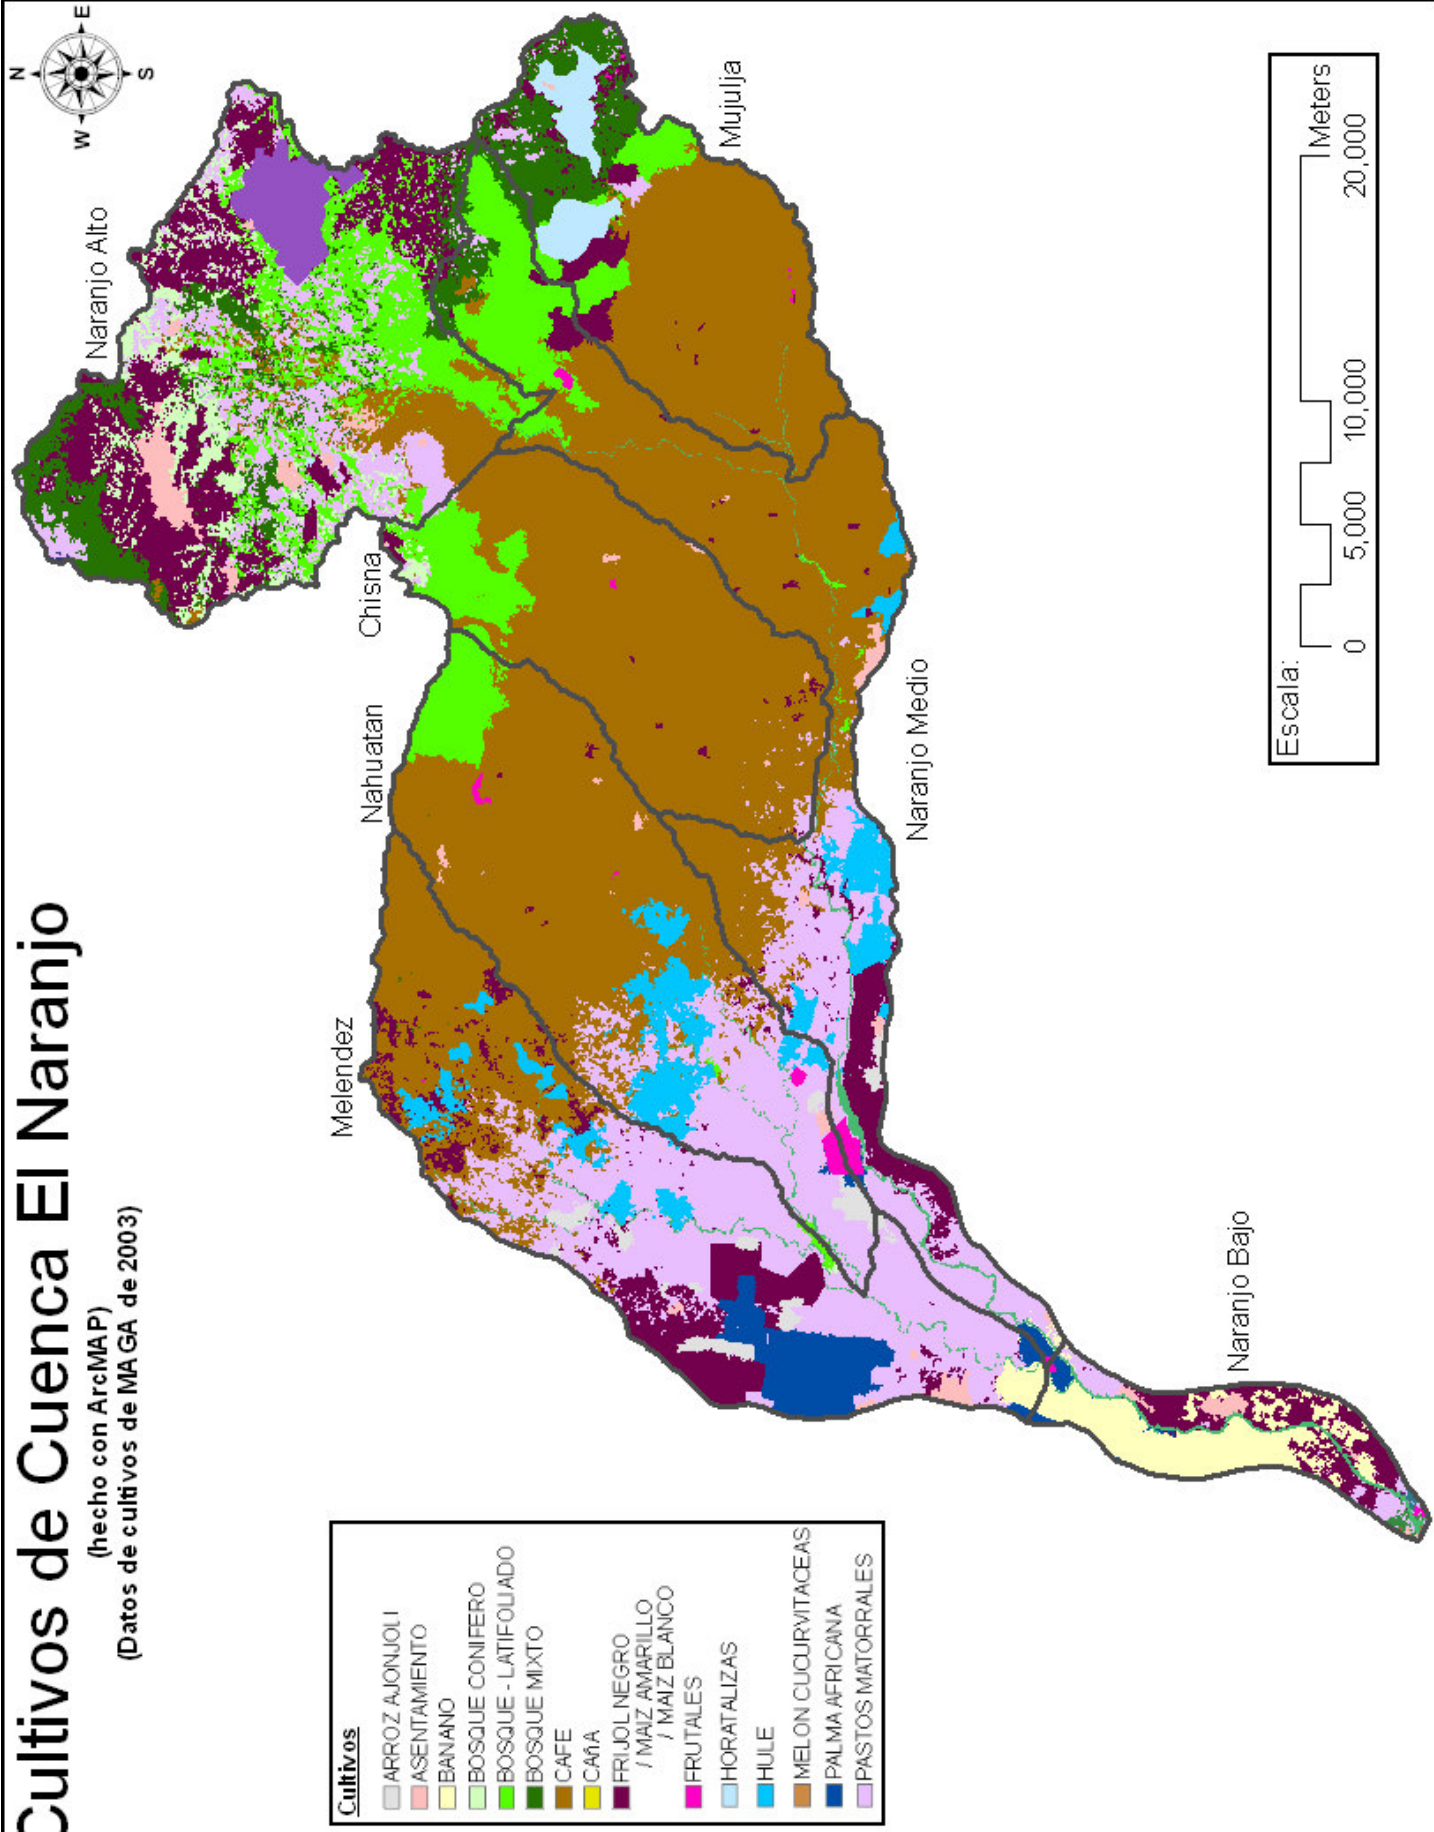 Cultivos de Cuenca El Naranjo
(hecho con ArcMAP)
(Datos de cultivos de MAGA de 2003)
N
E
S
W
Naranjo Alto
Mujulja
Chisna
Nahuatan
Melendez
Naranjo Medio
Naranjo Bajo
Cultivos
ARROZ AJONJOLI
ASENTAMIENTO
BANANO
BOSQUE CONIFERO
BOSQUE - LATIFOLIADO
BOSQUE MIXTO
CAFE
CAñA
FRIJOL NEGRO
/ MAIZ AMARILLO
/ MAIZ BLANCO
FRUTALES
HORATALIZAS
HULE
MELON CUCURVITACEAS
PALMA AFRICANA
PASTOS MATORRALES
Escala:
0 5,000 10,000 20,000
Meters